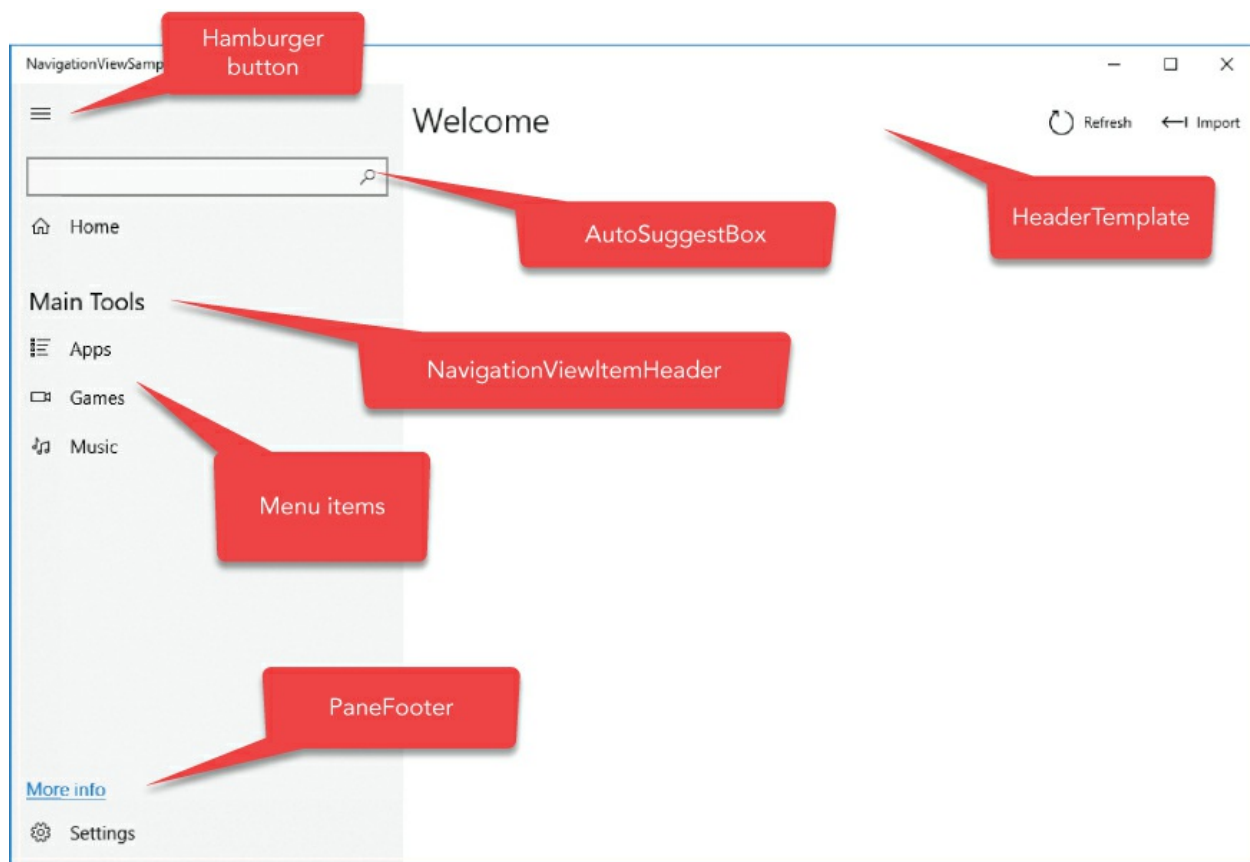 Hamburger
button
NavigationViewSamp
Welcome
Refresh
Import
AutoSuggestBox
HeaderTemplate
Home
Main Tools
Apps
NavigationViewItemHeader
Games
Music
Menu items
PaneFooter
More info
Settings